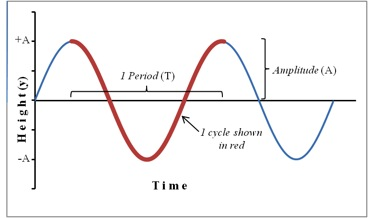 +A
1 Period (T)
Amplitude (A)
Height (y)
1 cycle shown
in red
-A
Time